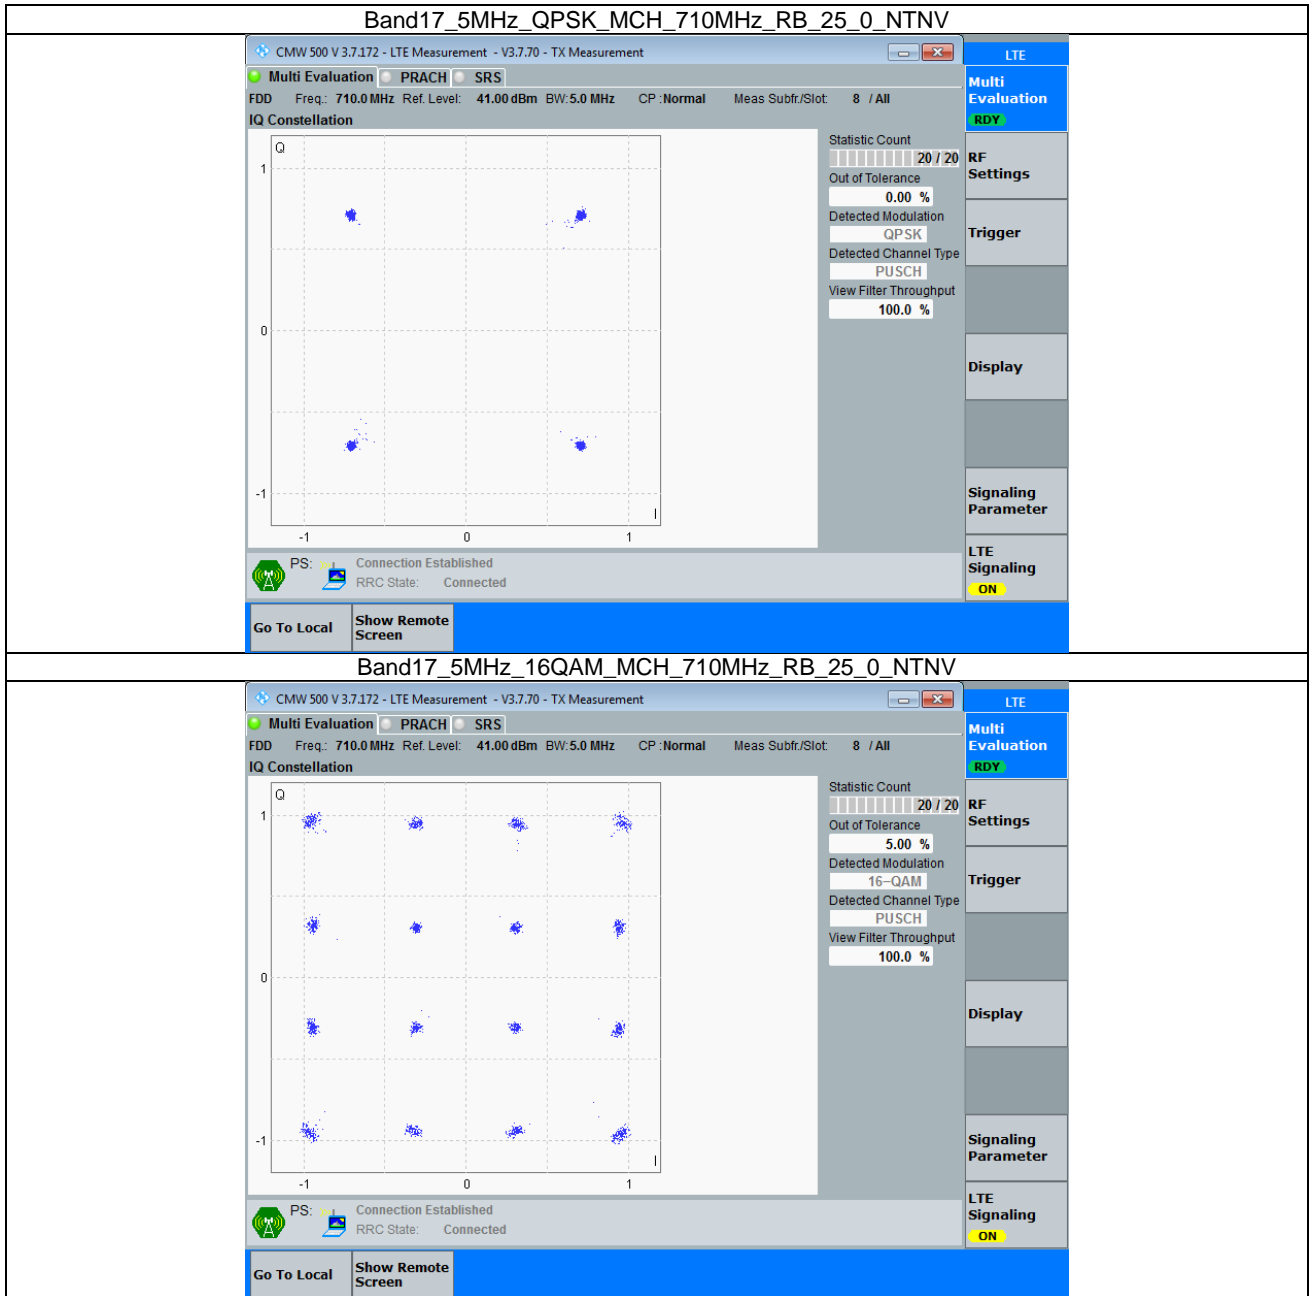 Band17_5MHz_QPSK_MCH_710MHz_RB_25_0_NTNV
CMW 500 V 3.7.172 - LTE Measurement - V3.7.70 - TX Measurement
LTE
Multi Evaluation PRACH SRS
FDD Freq.: 710.0 MHz Ref. Level: 41.00 dBm BW: 5.0 MHz CP : Normal Meas Subfr./Slot: 8 / All
IQ Constellation
Q
1
0
-1
-1 0 1
I
Statistic Count
20 / 20
Out of Tolerance
0.00 %
Detected Modulation
QPSK
Detected Channel Type
PUSCH
View Filter Throughput
100.0 %
Multi
Evaluation
RDY
RF
Settings
Trigger
Display
Signaling
Parameter
LTE
Signaling
ON
PS: Connection Established
RRC State: Connected
Go To Local
Show Remote
Screen
Band17_5MHz_16QAM_MCH_710MHz_RB_25_0_NTNV
CMW 500 V 3.7.172 - LTE Measurement - V3.7.70 - TX Measurement
LTE
Multi Evaluation PRACH SRS
FDD Freq.: 710.0 MHz Ref. Level: 41.00 dBm BW: 5.0 MHz CP : Normal Meas Subfr./Slot: 8 / All
IQ Constellation
Q
1
0
-1
-1 0 1
I
Statistic Count
20 / 20
Out of Tolerance
5.00 %
Detected Modulation
16-QAM
Detected Channel Type
PUSCH
View Filter Throughput
100.0 %
Multi
Evaluation
RDY
RF
Settings
Trigger
Display
Signaling
Parameter
LTE
Signaling
ON
PS: Connection Established
RRC State: Connected
Go To Local
Show Remote
Screen